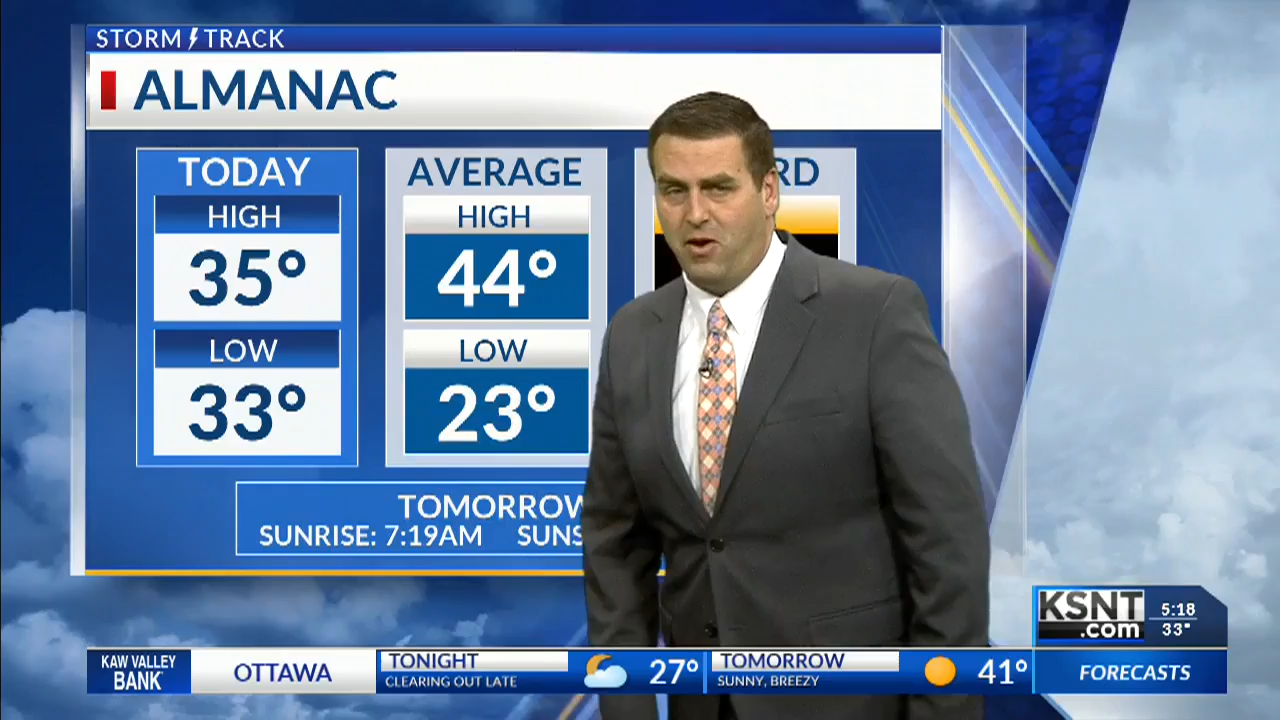 STORM TRACK
ALMANAC
TODAY
HIGH
35°
LOW
33°
AVERAGE
HIGH
44°
LOW
23°
TOMORROW
SUNRISE: 7:19AM
KSNT
.com
5:18
33°
KAW VALLEY
BANK
OTTAWA
TONIGHT
CLEARING OUT LATE
27°
TOMORROW
SUNNY, BREEZY
41°
FORECASTS